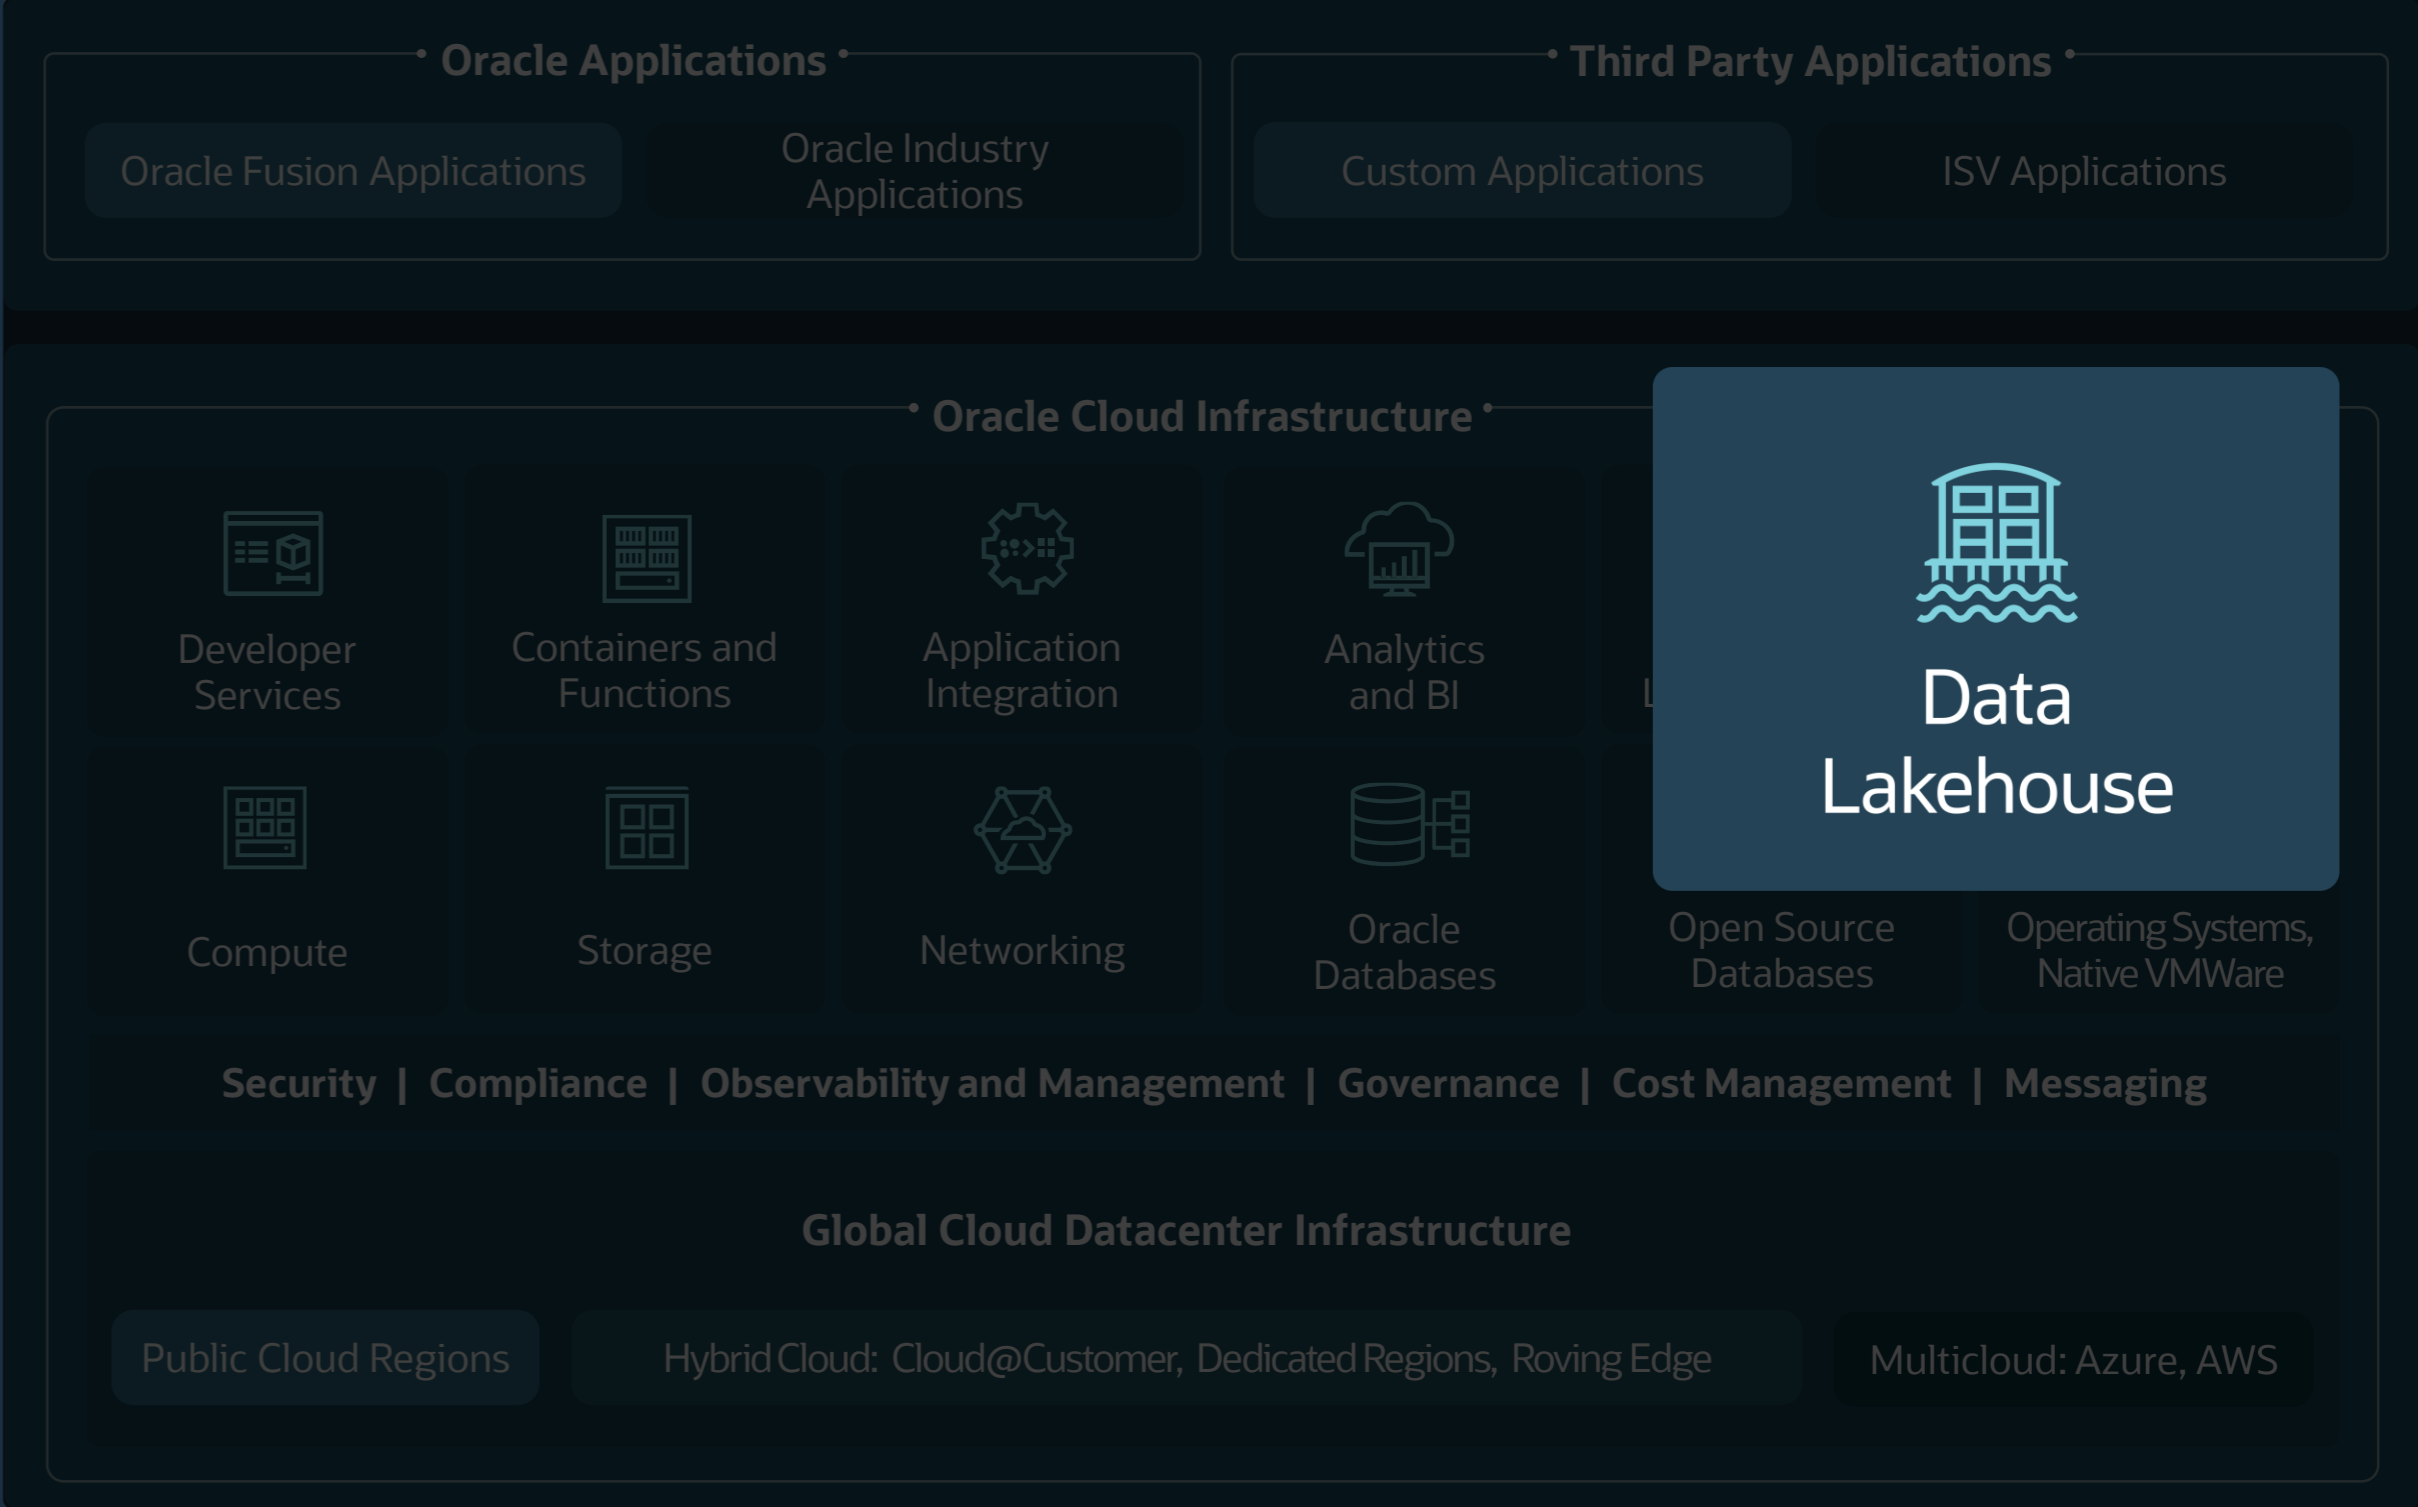 Oracle Applications
Third Party Applications
Oracle Fusion Applications
Oracle Industry
Applications
Custom Applications
ISV Applications
Oracle Cloud Infrastructure
Developer
Services
Containers and
Functions
Application
Integration
Analytics
and BI
Data
Lakehouse
Compute
Storage
Networking
Oracle
Databases
Open Source
Databases
Operating Systems,
Native VMWare
Security | Compliance | Observability and Management | Governance | Cost Management | Messaging
Global Cloud Datacenter Infrastructure
Public Cloud Regions
Hybrid Cloud: Cloud@Customer, Dedicated Regions, Roving Edge
Multicloud: Azure, AWS